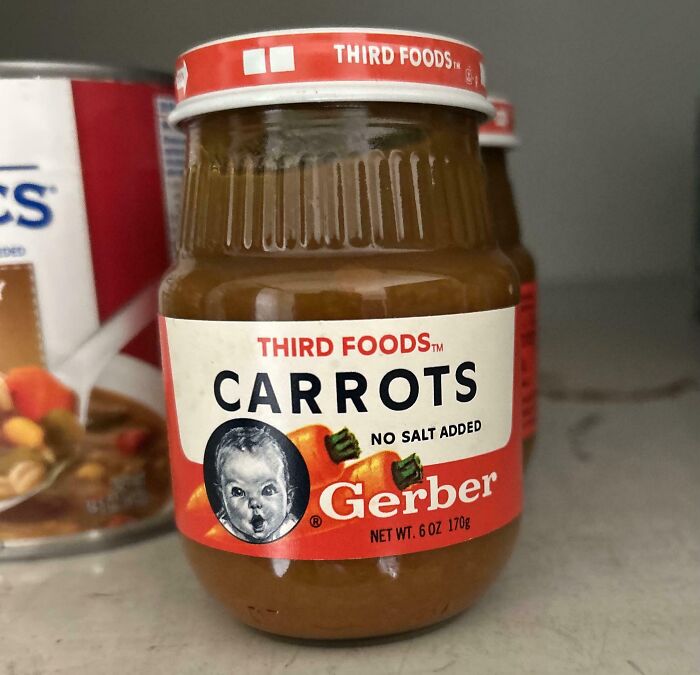 THIRD FOODS™
CS
THIRD FOODS™
CARROTS
NO SALT ADDED
Gerber®
NET WT. 6 OZ 170g